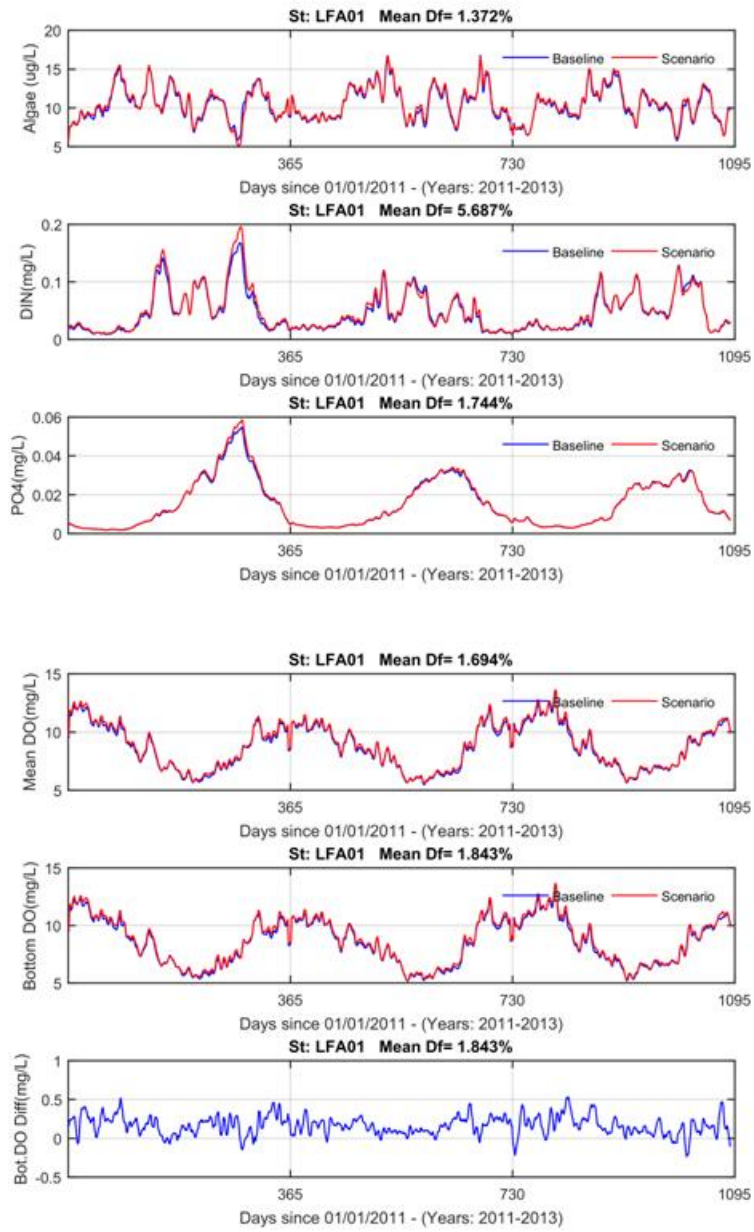 St: LFA01 Mean Df= 1.372%
20
15
10
5
Algae (ug/L)
Baseline Scenario
365 730 1095
Days since 01/01/2011 - (Years: 2011-2013)
St: LFA01 Mean Df= 5.687%
0.2
0.1
0
DIN(mg/L)
Baseline Scenario
365 730 1095
Days since 01/01/2011 - (Years: 2011-2013)
St: LFA01 Mean Df= 1.744%
0.06
0.04
0.02
0
PO4(mg/L)
Baseline Scenario
365 730 1095
Days since 01/01/2011 - (Years: 2011-2013)
St: LFA01 Mean Df= 1.694%
15
10
5
Mean DO(mg/L)
Baseline Scenario
365 730 1095
Days since 01/01/2011 - (Years: 2011-2013)
St: LFA01 Mean Df= 1.843%
15
10
5
Bottom DO(mg/L)
Baseline Scenario
365 730 1095
Days since 01/01/2011 - (Years: 2011-2013)
St: LFA01 Mean Df= 1.843%
1
0.5
0
-0.5
Bot.DO Diff(mg/L)
365 730 1095
Days since 01/01/2011 - (Years: 2011-2013)